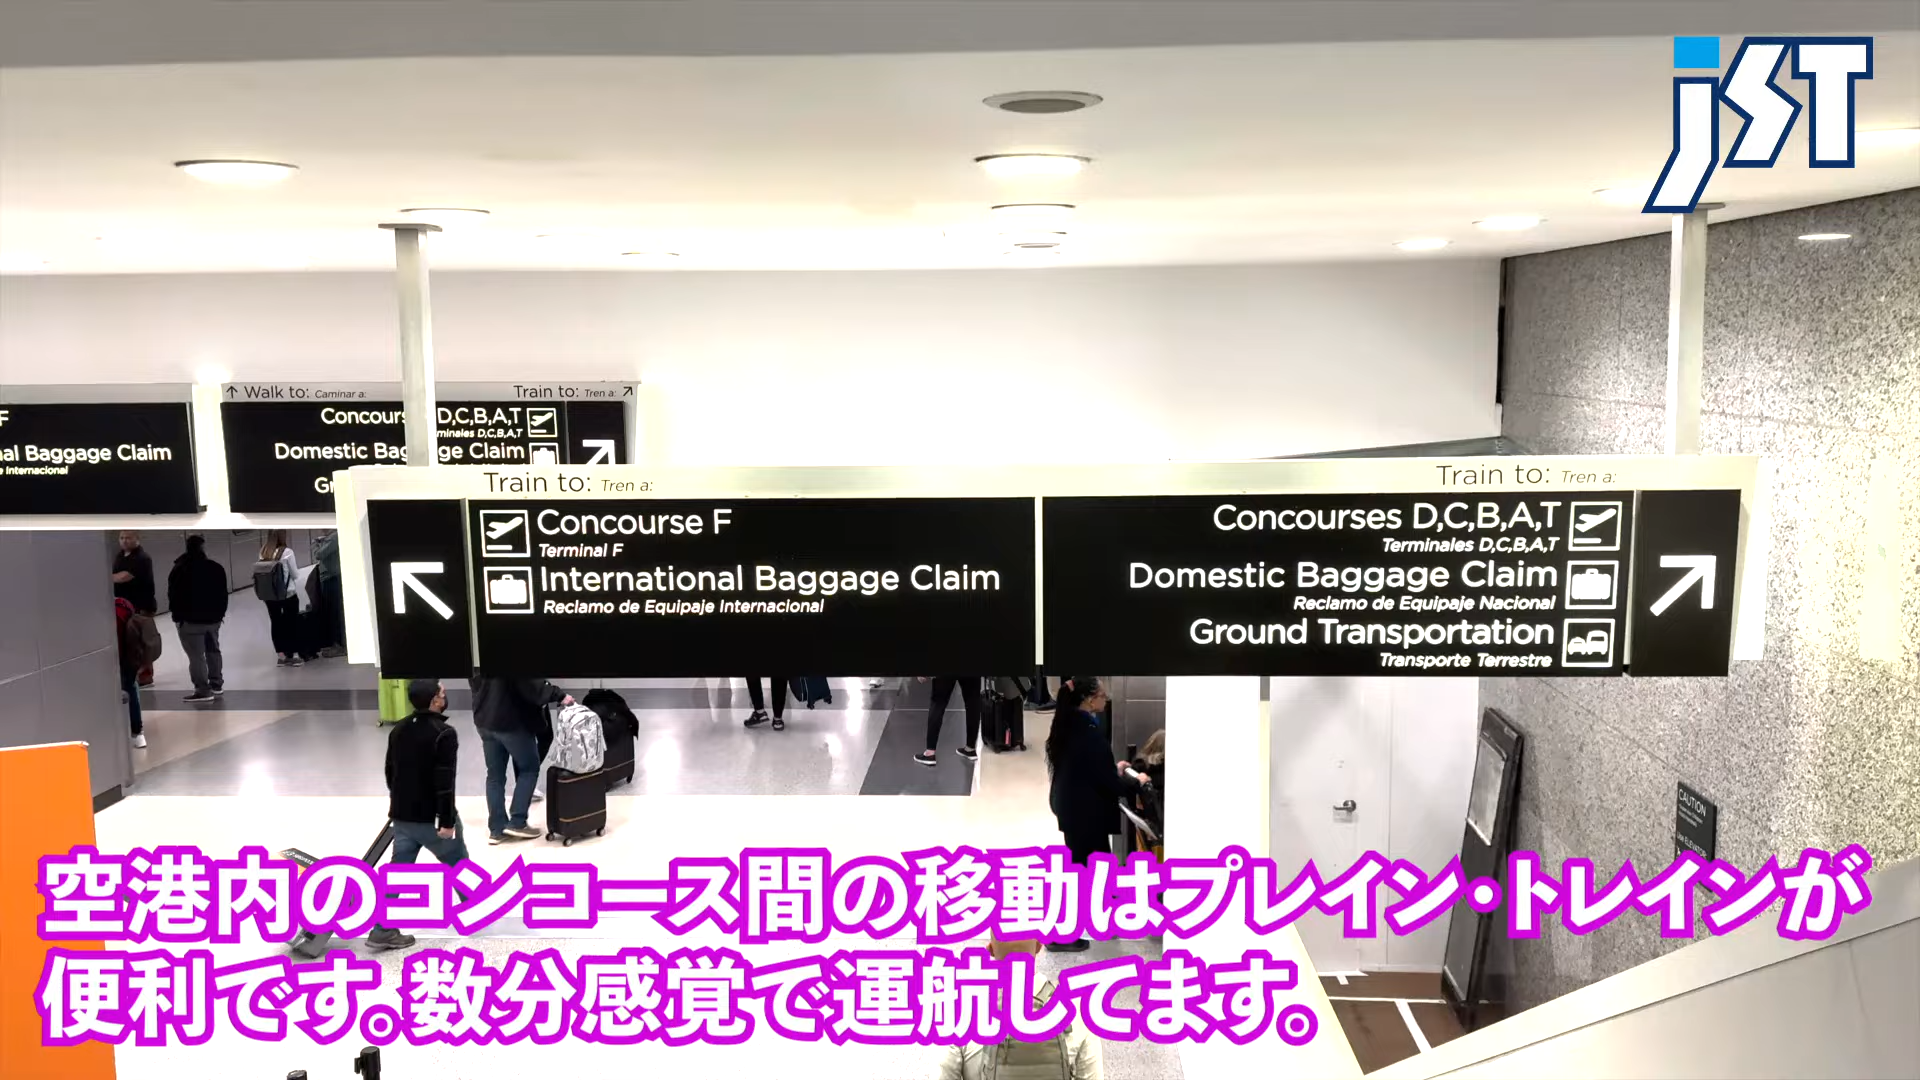 jST
↑ Walk to: Caminar a:
Train to: Tren a: ↗
F
al Baggage Claim
Internacional
D,C,B,A,T
Terminales D,C,B,A,T
Domestic Baggage Claim
Train to: Tren a:
Concourse F
Terminal F
International Baggage Claim
Reclamo de Equipaje Internacional
Train to: Tren a:
Concourses D,C,B,A,T
Terminales D,C,B,A,T
Domestic Baggage Claim
Reclamo de Equipaje Nacional
Ground Transportation
Transporte Terrestre
CAUTION
空港内のコンコース間の移動はプレイン・トレインが
便利です。数分感覚で運航してます。